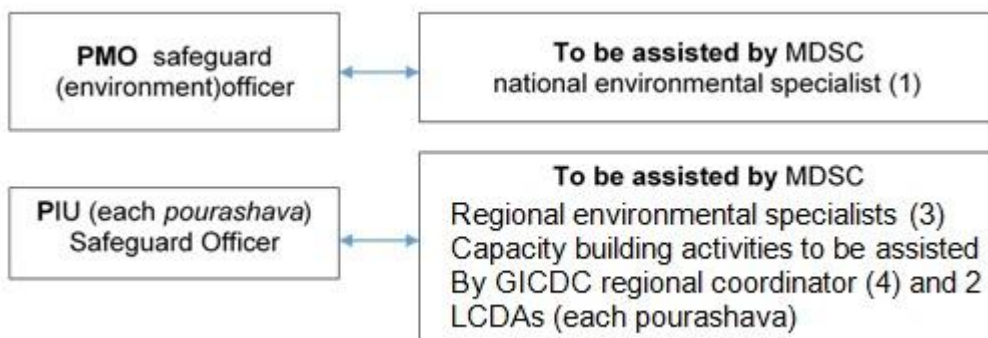 PMO safeguard
(environment)officer
To be assisted by MDSC
national environmental specialist (1)
PIU (each pourashava)
Safeguard Officer
To be assisted by MDSC
Regional environmental specialists (3)
Capacity building activities to be assisted
By GICDC regional coordinator (4) and 2
LCDAs (each pourashava)